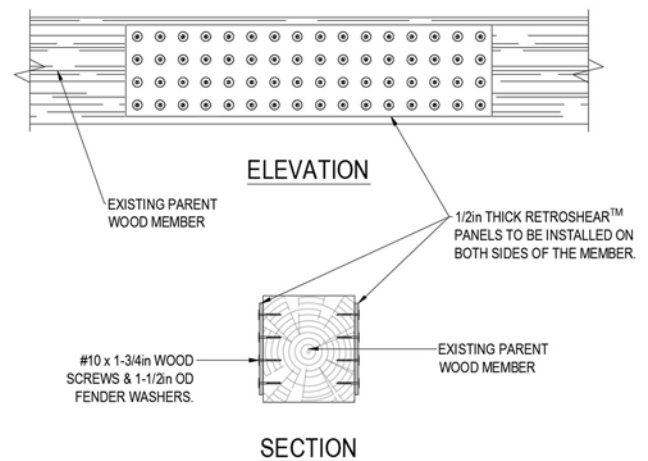 ELEVATION
EXISTING PARENT
WOOD MEMBER
1/2in THICK RETROSHEAR™
PANELS TO BE INSTALLED ON
BOTH SIDES OF THE MEMBER.
#10 x 1-3/4in WOOD
SCREWS & 1-1/2in OD
FENDER WASHERS.
EXISTING PARENT
WOOD MEMBER
SECTION